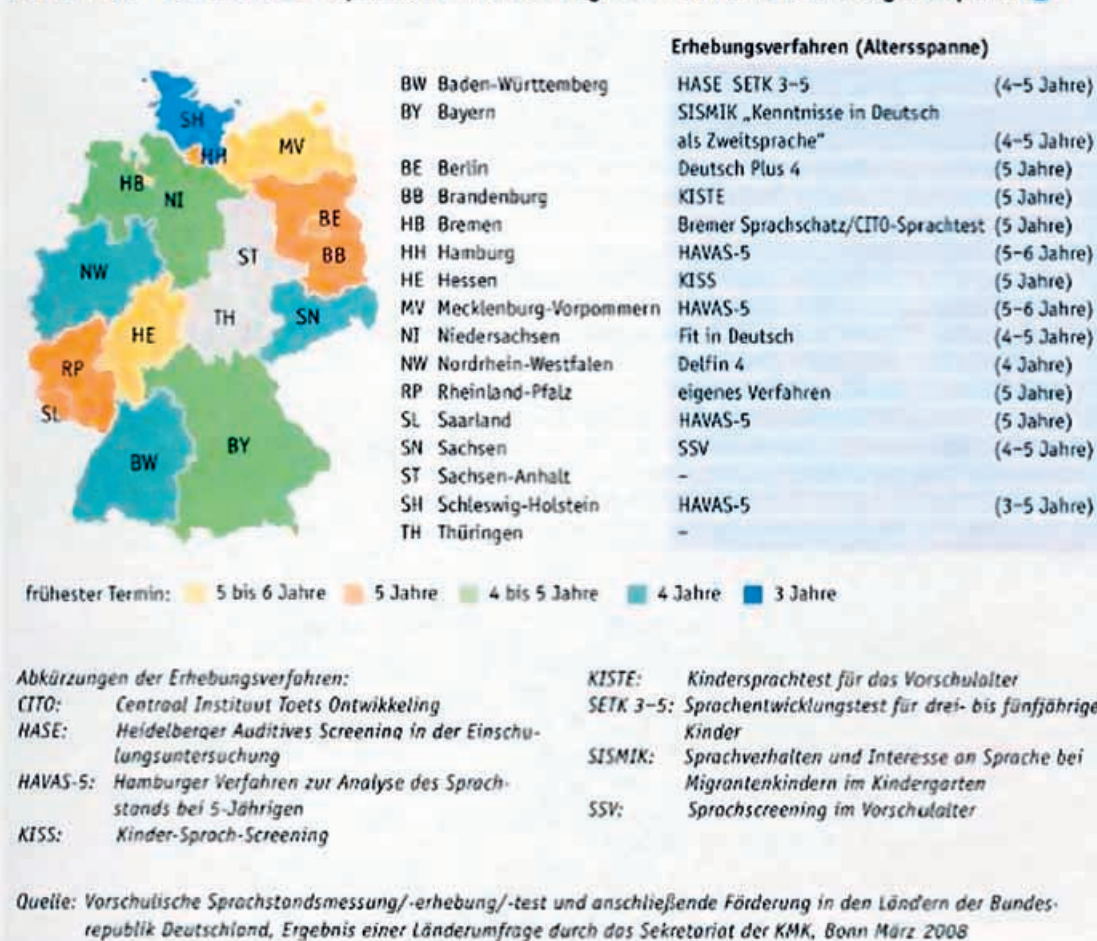 SH
HH
MV
HB
NI
BE
ST
BB
NW
TH
SN
HE
RP
SL
BW
BY
Erhebungsverfahren (Altersspanne)
BW Baden-Württemberg HASE SETK 3–5 (4–5 Jahre)
BY Bayern SISMIK „Kenntnisse in Deutsch
als Zweitsprache“ (4–5 Jahre)
BE Berlin Deutsch Plus 4 (5 Jahre)
BB Brandenburg KISTE (5 Jahre)
HB Bremen Bremer Sprachschatz/CITO-Sprachtest (5 Jahre)
HH Hamburg HAVAS-5 (5–6 Jahre)
HE Hessen KISS (5 Jahre)
MV Mecklenburg-Vorpommern HAVAS-5 (5–6 Jahre)
NI Niedersachsen Fit in Deutsch (4–5 Jahre)
NW Nordrhein-Westfalen Delfin 4 (4 Jahre)
RP Rheinland-Pfalz eigenes Verfahren (5 Jahre)
SL Saarland HAVAS-5 (5 Jahre)
SN Sachsen SSV (4–5 Jahre)
ST Sachsen-Anhalt –
SH Schleswig-Holstein HAVAS-5 (3–5 Jahre)
TH Thüringen –
frühester Termin: 5 bis 6 Jahre 5 Jahre 4 bis 5 Jahre 4 Jahre 3 Jahre
Abkürzungen der Erhebungsverfahren:
CITO: Centraal Instituut Toets Ontwikkeling
HASE: Heidelberger Auditives Screening in der Einschu-
lungsuntersuchung
HAVAS-5: Hamburger Verfahren zur Analyse des Sprach-
stands bei 5-Jährigen
KISS: Kinder-Sprach-Screening
KISTE: Kindersprachtest für das Vorschulalter
SETK 3–5: Sprachentwicklungstest für drei- bis fünfjährige
Kinder
SISMIK: Sprachverhalten und Interesse an Sprache bei
Migrantenkindern im Kindergarten
SSV: Sprachscreening im Vorschulalter
Quelle: Vorschulische Sprachstandsmessung/-erhebung/-test und anschließende Förderung in den Ländern der Bundes-
republik Deutschland, Ergebnis einer Länderumfrage durch das Sekretariat der KMK, Bonn März 2008